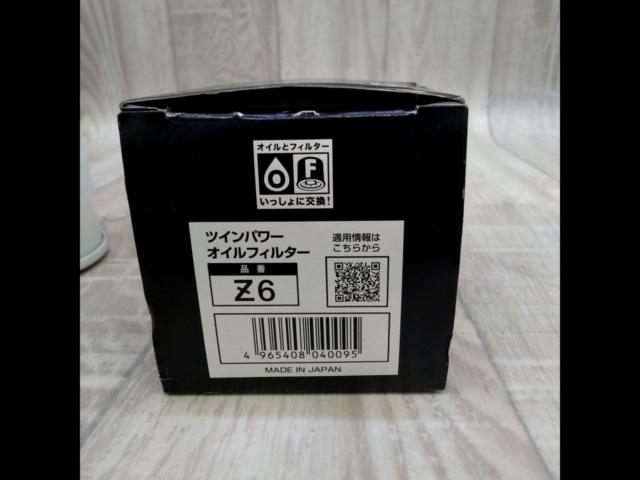 オイルとフィルター
O F
いっしょに交換!
ツインパワー
オイルフィルター
適用情報は
こちらから
品番
Z6
4 965408 040095
MADE IN JAPAN